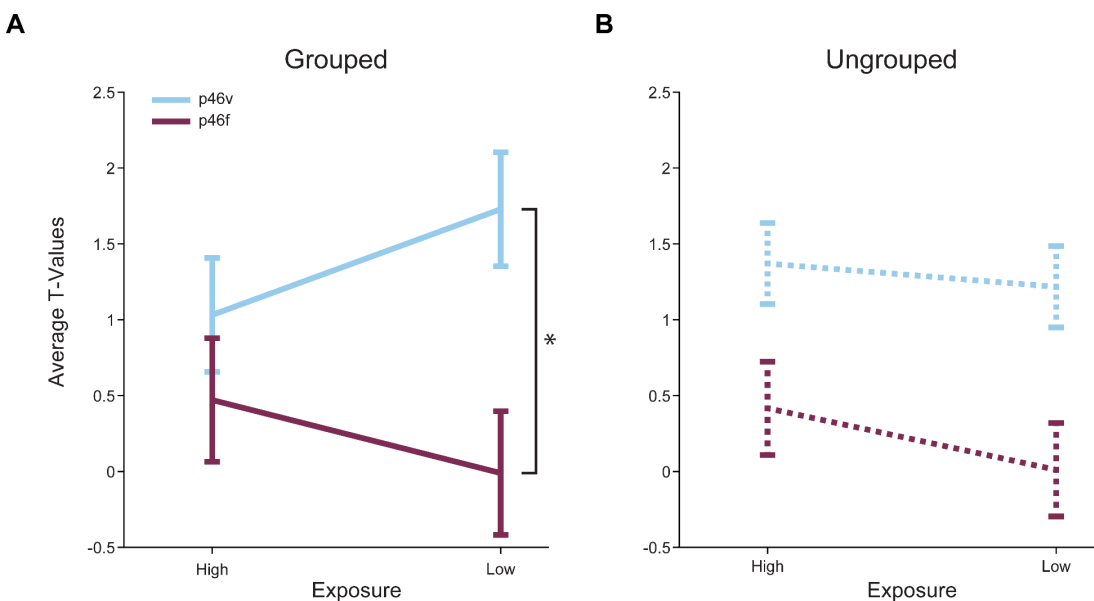 A
Grouped
2.5
2
1.5
1
0.5
0
-0.5
Average T-Values
p46v
p46f
*
High
Low
Exposure
B
Ungrouped
2.5
2
1.5
1
0.5
0
-0.5
High
Low
Exposure